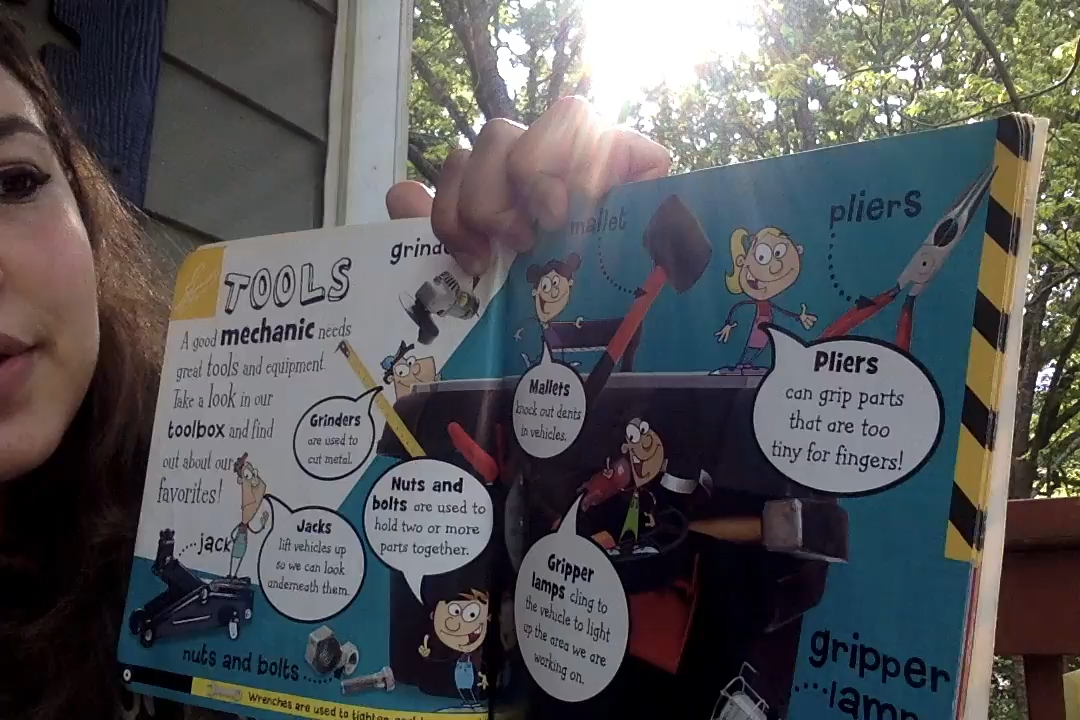 TOOLS
A good mechanic needs
great tools and equipment.
Take a look in our
toolbox and find
out about our
favorites!
Grinders
are used to
cut metal.
jack
Jacks
lift vehicles up
so we can look
underneath them.
Nuts and
bolts are used to
hold two or more
parts together.
nuts and bolts
Wrenches are used to tighten
mallet
Mallets
knock out dents
in vehicles.
pliers
Pliers
can grip parts
that are too
tiny for fingers!
Gripper
lamps cling to
the vehicle to light
up the area we are
working on.
gripper